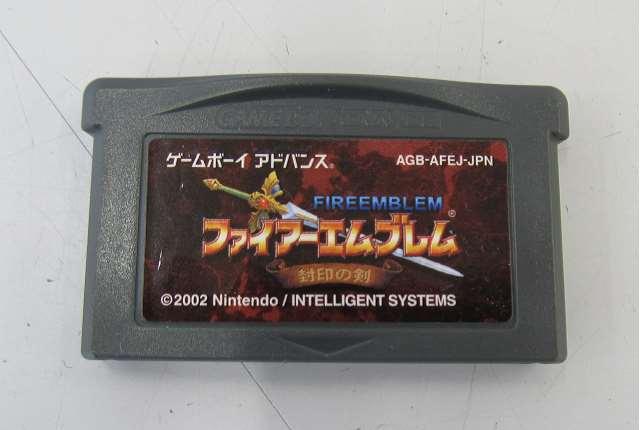 GAME BOY ADVANCE
ゲームボーイ アドバンス®
AGB-AFEJ-JPN
FIREEMBLEM
ファイアーエムブレム®
封印の剣
©2002 Nintendo / INTELLIGENT SYSTEMS